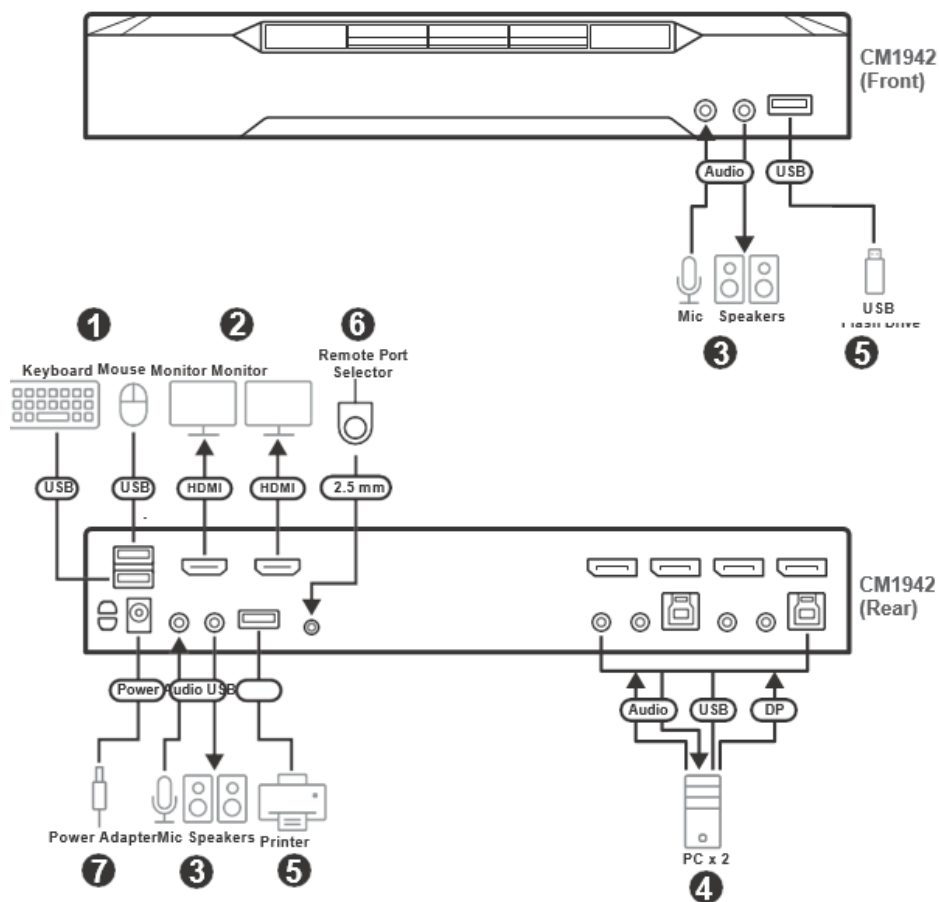 CM1942
(Front)
Audio
USB
Mic
Speakers
USB
Flash Drive
3
5
1
2
6
Keyboard
Mouse
Monitor
Monitor
Remote Port
Selector
USB
USB
HDMI
HDMI
2.5 mm
CM1942
(Rear)
Power
Audio
USB
Audio
USB
DP
Power Adapter
Mic
Speakers
Printer
PC x 2
7
3
5
4